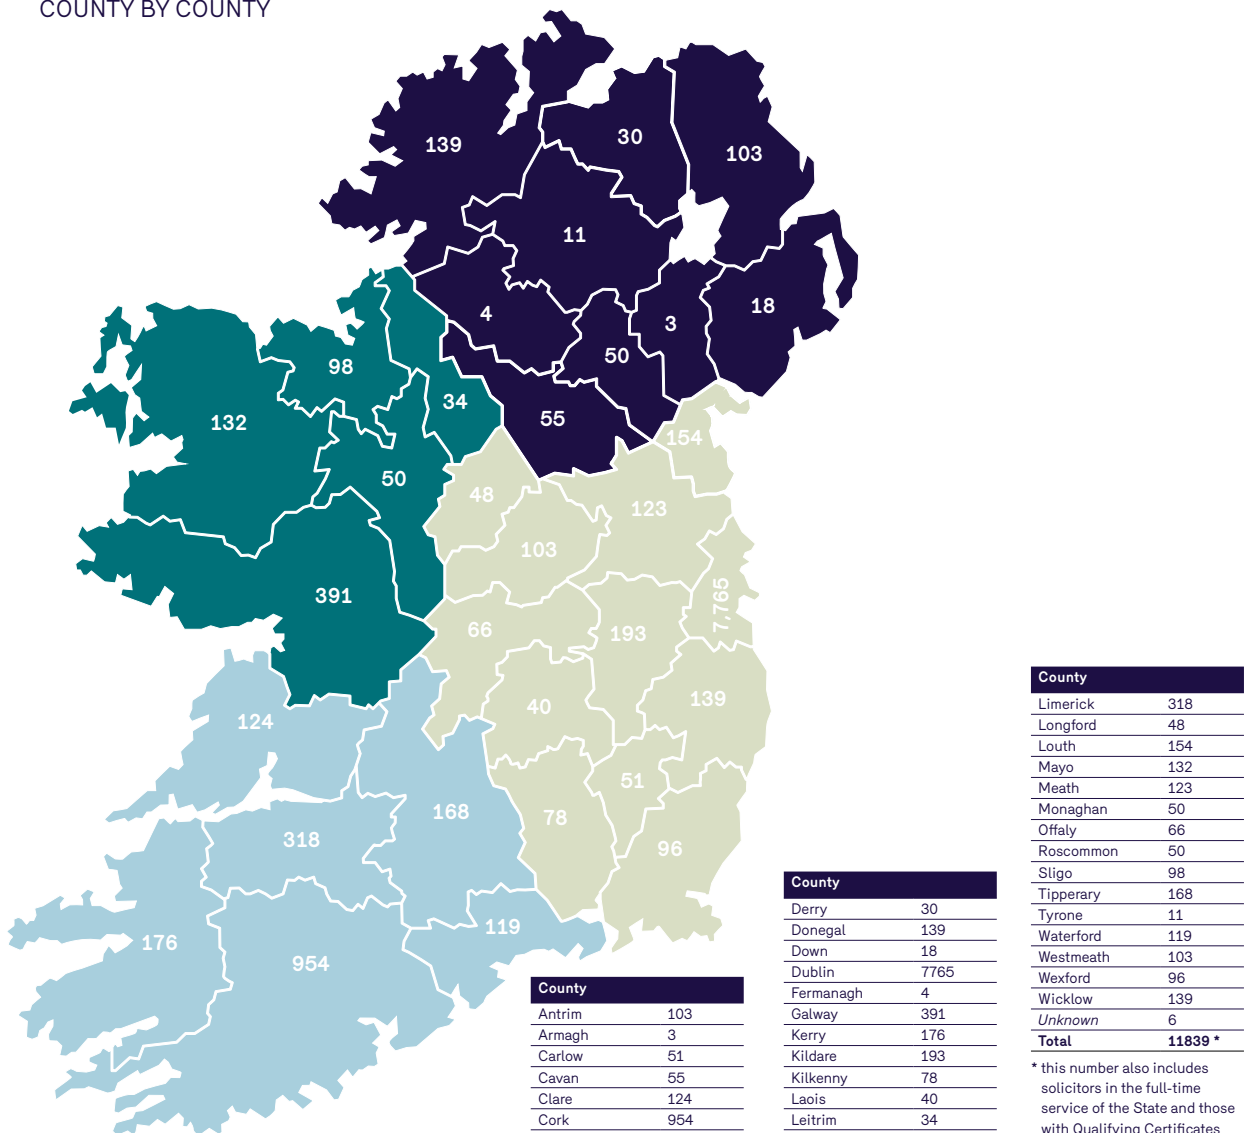 COUNTY BY COUNTY
139
30
103
11
4
3
18
50
55
98
34
132
50
391
154
48
123
103
7,765
66
193
40
139
51
78
96
124
168
318
119
176
954
County
Antrim 103
Armagh 3
Carlow 51
Cavan 55
Clare 124
Cork 954
County
Derry 30
Donegal 139
Down 18
Dublin 7765
Fermanagh 4
Galway 391
Kerry 176
Kildare 193
Kilkenny 78
Laois 40
Leitrim 34
County
Limerick 318
Longford 48
Louth 154
Mayo 132
Meath 123
Monaghan 50
Offaly 66
Roscommon 50
Sligo 98
Tipperary 168
Tyrone 11
Waterford 119
Westmeath 103
Wexford 96
Wicklow 139
Unknown 6
Total 11839 *
* this number also includes
solicitors in the full-time
service of the State and those
with Qualifying Certificates